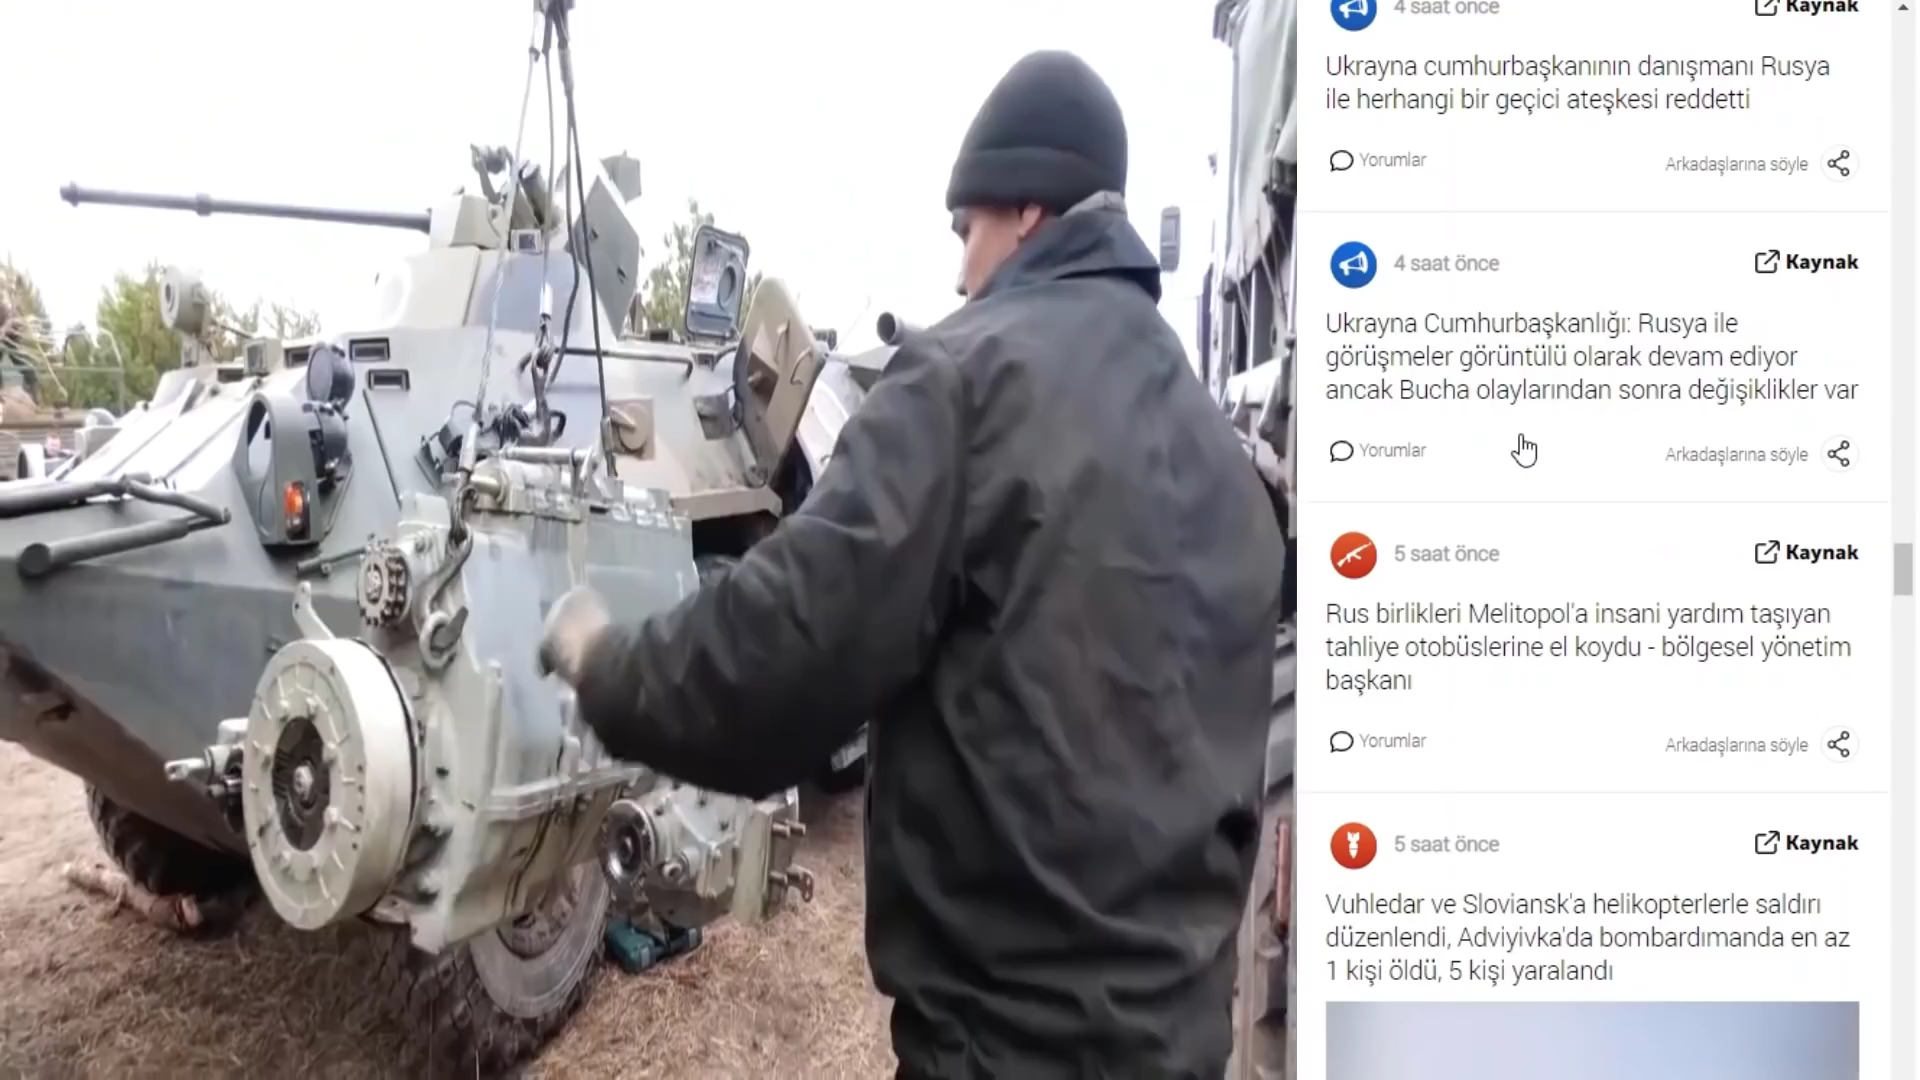 4 saat önce
Kaynak
Ukrayna cumhurbaşkanının danışmanı Rusya
ile herhangi bir geçici ateşkesi reddetti
Yorumlar
Arkadaşlarına söyle
4 saat önce
Kaynak
Ukrayna Cumhurbaşkanlığı: Rusya ile
görüşmeler görüntülü olarak devam ediyor
ancak Bucha olaylarından sonra değişiklikler var
Yorumlar
Arkadaşlarına söyle
5 saat önce
Kaynak
Rus birlikleri Melitopol'a insani yardım taşıyan
tahliye otobüslerine el koydu - bölgesel yönetim
başkanı
Yorumlar
Arkadaşlarına söyle
5 saat önce
Kaynak
Vuhledar ve Sloviansk'a helikopterlerle saldırı
düzenlendi, Adviyivka'da bombardımanda en az
1 kişi öldü, 5 kişi yaralandı